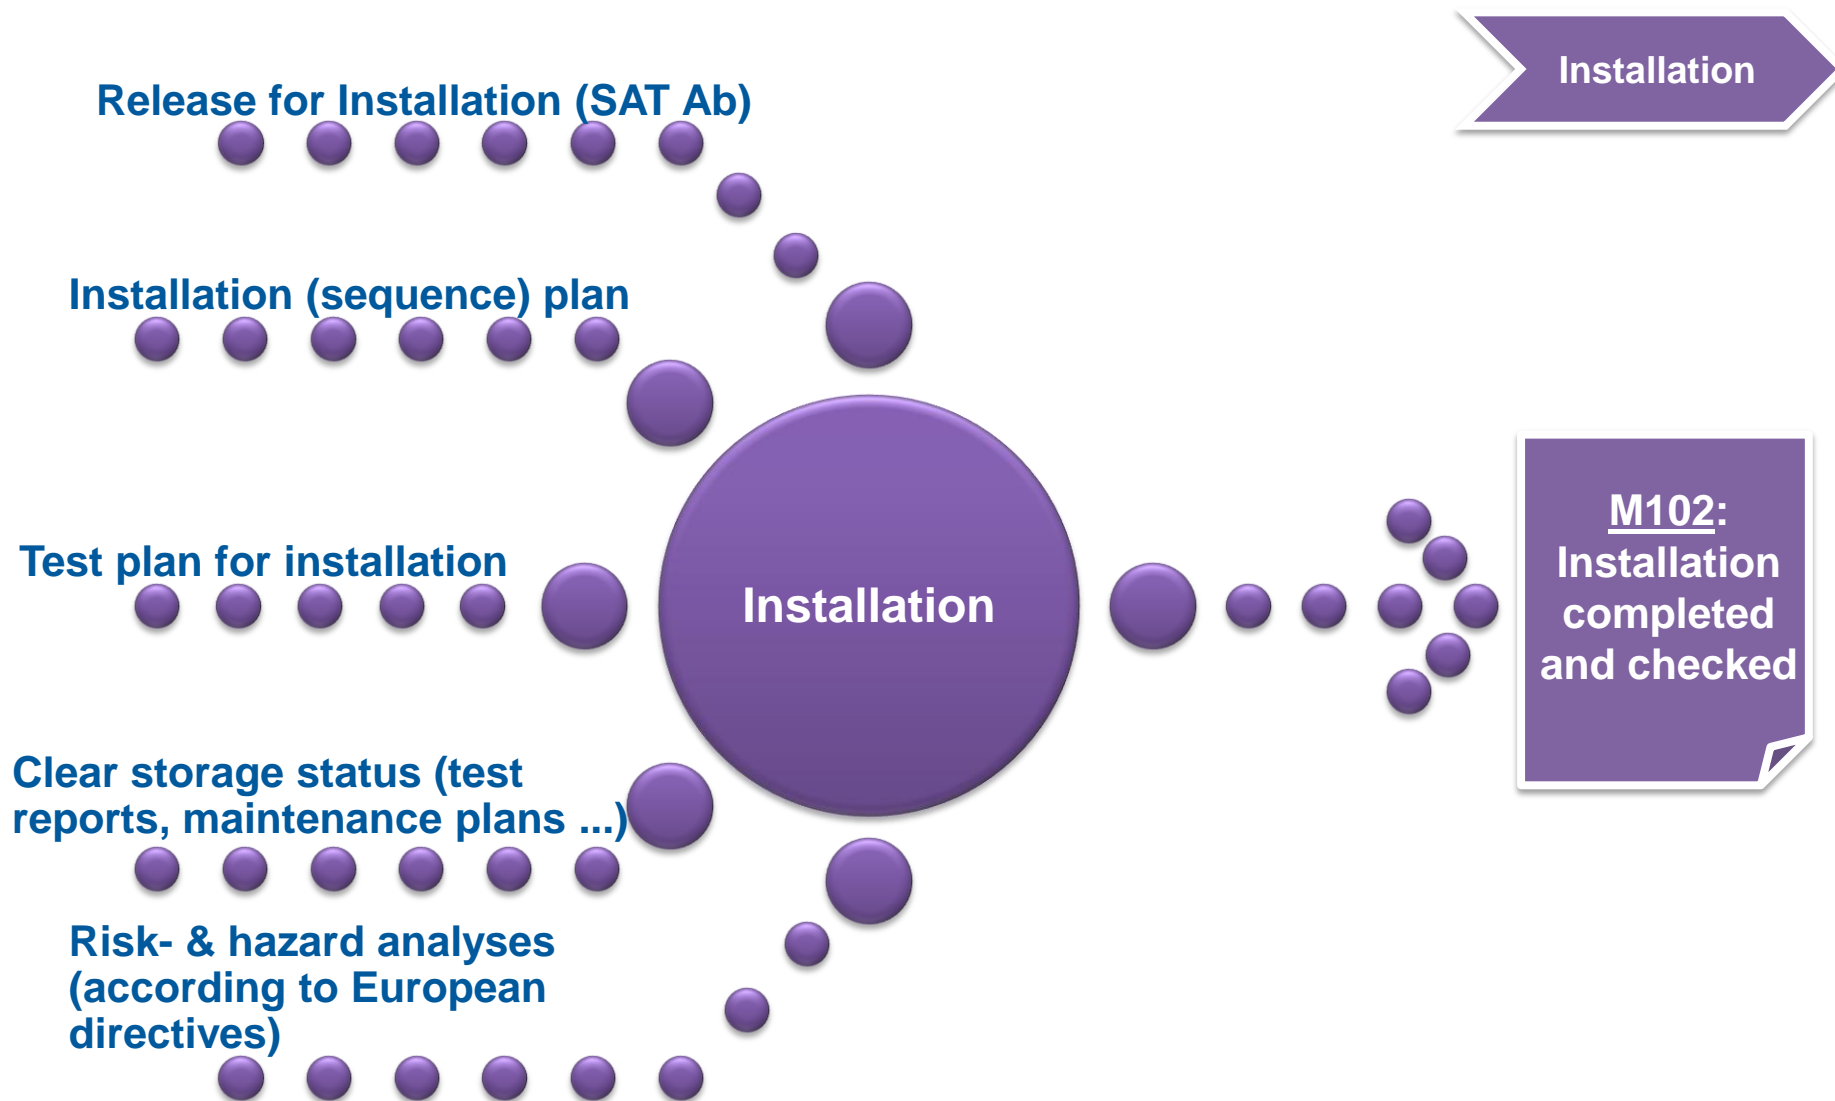 Installation
Release for Installation (SAT Ab)
Installation (sequence) plan
Test plan for installation
Installation
M102:
Installation
completed
and checked
Clear storage status (test
reports, maintenance plans ...)
Risk- & hazard analyses
(according to European
directives)